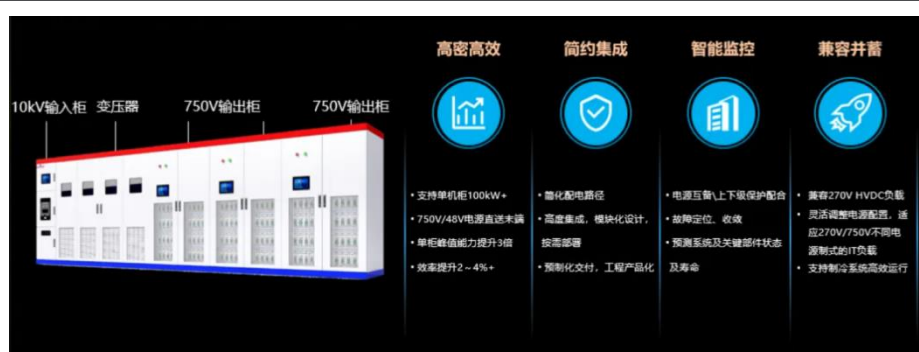 高密高效
简约集成
智能监控
兼容并蓄
10kV输入柜 变压器 750V输出柜 750V输出柜
• 支持单机柜100kW+
• 750V/48V电源直送末端
• 单柜峰值能力提升3倍
• 效率提升2～4%+
• 简化配电路径
• 高度集成，模块化设计，
按需部署
• 预制化交付，工程产品化
• 电源互备\上下级保护配合
• 故障定位、收敛
• 预测系统及关键部件状态
及寿命
• 兼容270V HVDC负载
• 灵活调整电源配置，适
应270V/750V不同电
源制式的IT负载
• 支持制冷系统高效运行